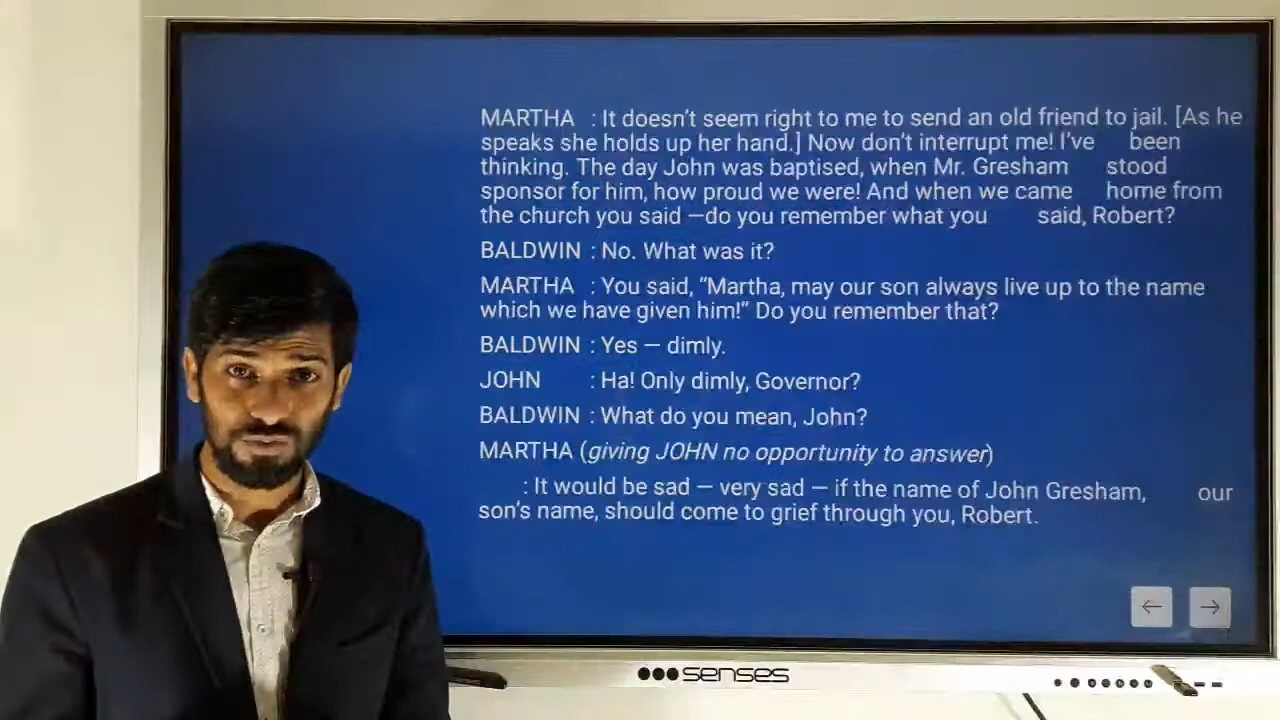 MARTHA : It doesn't seem right to me to send an old friend to jail. [As he
speaks she holds up her hand.] Now don't interrupt me! I've been
thinking. The day John was baptised, when Mr. Gresham stood
sponsor for him, how proud we were! And when we came home from
the church you said —do you remember what you said, Robert?
BALDWIN : No. What was it?
MARTHA : You said, “Martha, may our son always live up to the name
which we have given him!” Do you remember that?
BALDWIN : Yes — dimly.
JOHN : Ha! Only dimly, Governor?
BALDWIN : What do you mean, John?
MARTHA (giving JOHN no opportunity to answer)
: It would be sad — very sad — if the name of John Gresham, our
son's name, should come to grief through you, Robert.
senses